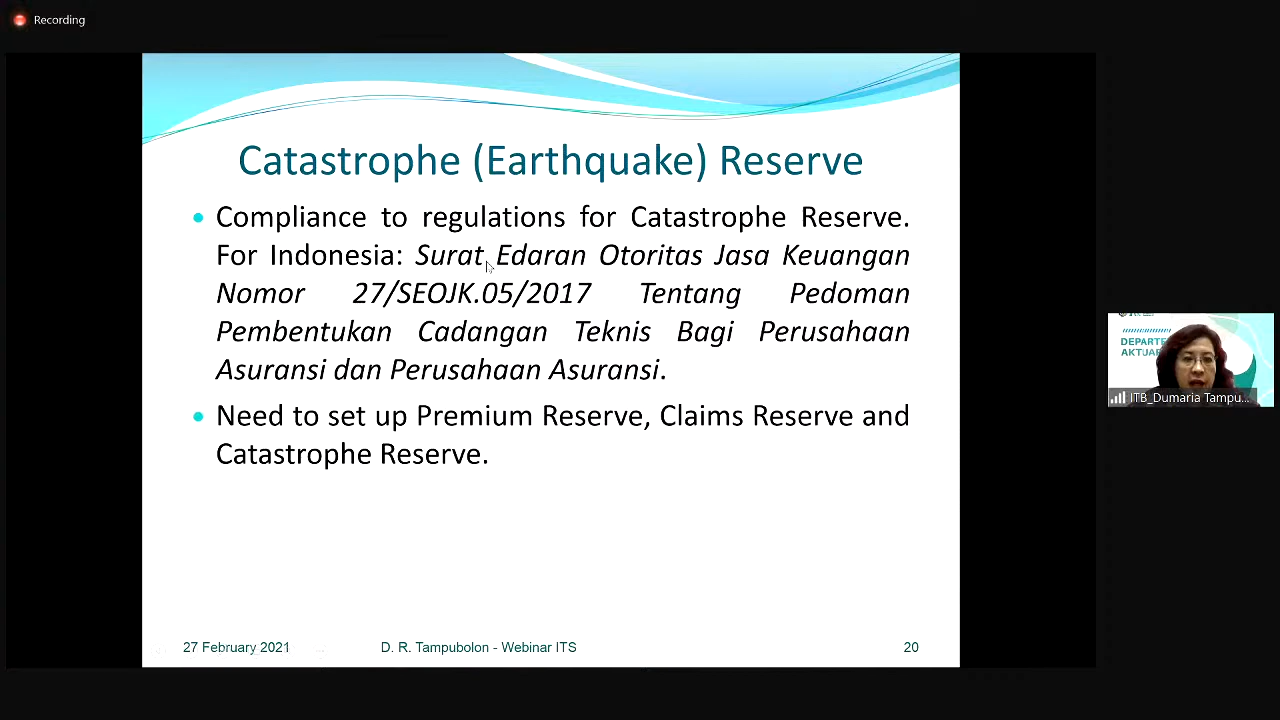 Recording
Catastrophe (Earthquake) Reserve
• Compliance to regulations for Catastrophe Reserve.
For Indonesia: Surat Edaran Otoritas Jasa Keuangan
Nomor 27/SEOJK.05/2017 Tentang Pedoman
Pembentukan Cadangan Teknis Bagi Perusahaan
Asuransi dan Perusahaan Asuransi.
• Need to set up Premium Reserve, Claims Reserve and
Catastrophe Reserve.
DEPARTE
AKTUAR
ITB_Dumaria Tampu...
27 February 2021 D. R. Tampubolon - Webinar ITS 20